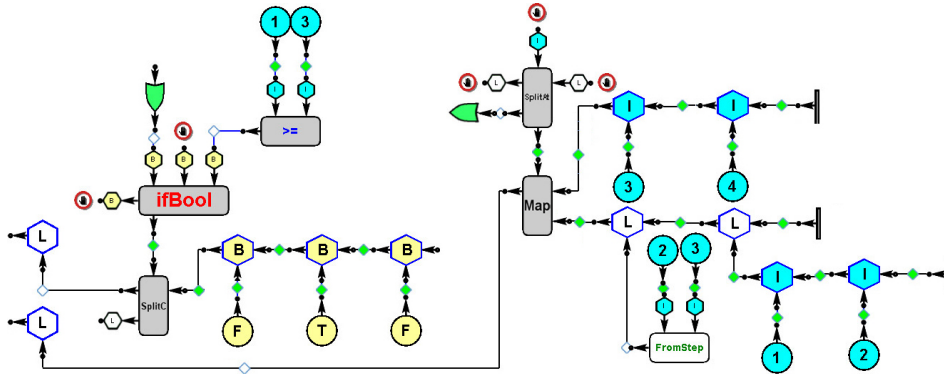 1 3
I I
I
L L
SplitAt
>=
I I
B B B
3 4
B ifBool
Map
L
L L
B B B
2 3
SplitC
I I
I I
L
L
F T F
FromStep
1 2